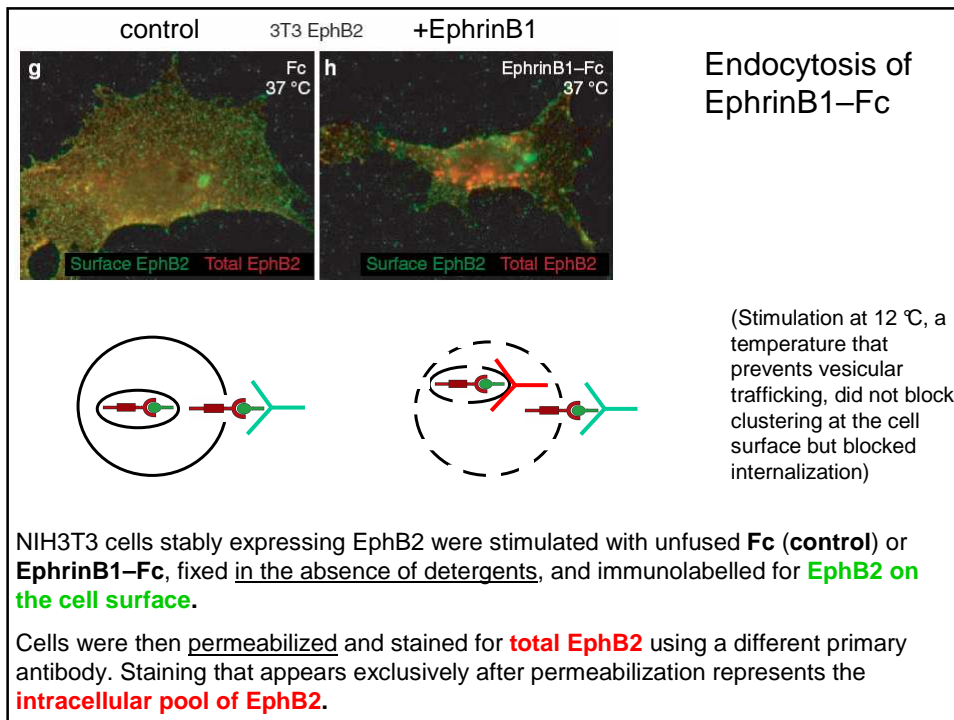 control 3T3 EphB2 +EphrinB1
g Fc h EphrinB1–Fc
37 °C 37 °C
Surface EphB2 Total EphB2 Surface EphB2 Total EphB2
Endocytosis of
EphrinB1–Fc
(Stimulation at 12 °C, a
temperature that
prevents vesicular
trafficking, did not block
clustering at the cell
surface but blocked
internalization)
NIH3T3 cells stably expressing EphB2 were stimulated with unfused Fc (control) or
EphrinB1–Fc, fixed in the absence of detergents, and immunolabelled for EphB2 on
the cell surface.
Cells were then permeabilized and stained for total EphB2 using a different primary
antibody. Staining that appears exclusively after permeabilization represents the
intracellular pool of EphB2.